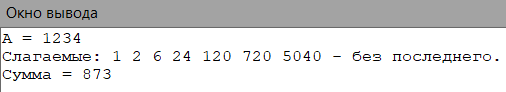 Окно вывода
A = 1234
Слагаемые: 1 2 6 24 120 720 5040 - без последнего.
Сумма = 873